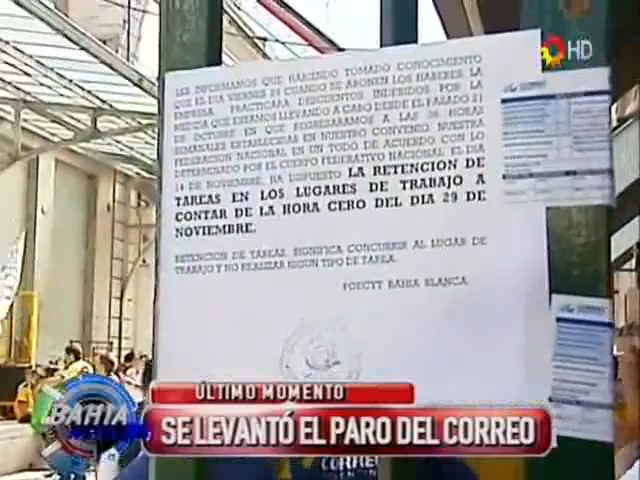 HD
LES INFORMAMOS QUE HABIENDO TOMADO CONOCIMIENTO
QUE EL DIA VIERNES 29 CUANDO SE ABONEN LOS HABERES, LA
EMPRESA, PRACTICARA DESCUENTOS INDEBIDOS POR LA
MEDIDA QUE ESTAMOS LLEVANDO A CABO DESDE EL PASADO 21
DE OCTUBRE EN QUE REGRESARAMOS A LAS HORAS
SEMANALES ESTABLECIDAS EN NUESTRO CONVENIO, NUESTRA
FEDERACION NACIONAL EN UN TODO DE ACUERDO CON LO
DETERMINADO POR EL CUERPO FEDERATIVO NACIONAL, EL DIA
14 DE NOVIEMBRE, HA DISPUESTO LA RETENCION DE
TAREAS EN LOS LUGARES DE TRABAJO A
CONTAR DE LA HORA CERO DEL DIA 29 DE
NOVIEMBRE.
RETENCION DE TAREAS, SIGNIFICA CONCURRIR AL LUGAR DE
TRABAJO Y NO REALIZAR NIGUN TIPO DE TAREA.
FOECYT BAHIA BLANCA
ÚLTIMO MOMENTO
BAHIA
SE LEVANTÓ EL PARO DEL CORREO
CORREO